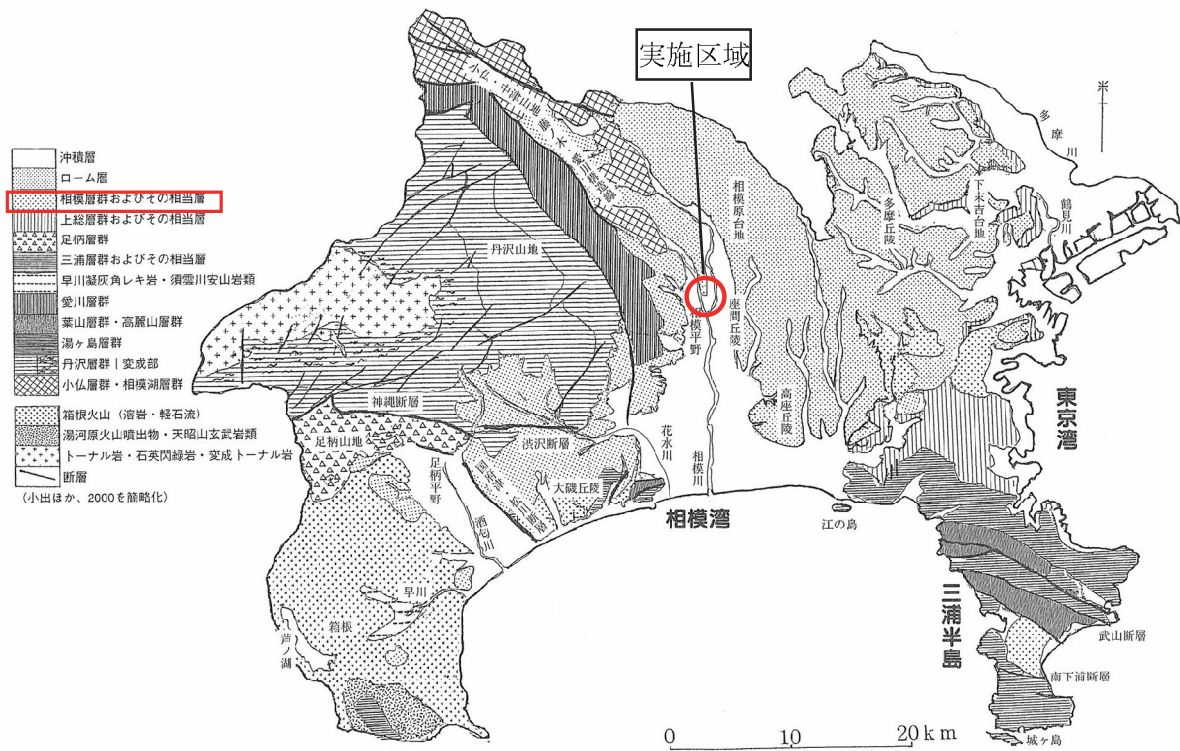 実施区域
沖積層
ローム層
相模層群およびその相当層
上総層群およびその相当層
足柄層群
三浦層群およびその相当層
早川凝灰角レキ岩・須雲川安山岩類
愛川層群
葉山層群・高麗山層群
湯ヶ島層群
丹沢層群|変成部
小仏層群・相模湖層群
箱根火山（溶岩・軽石流）
湯河原火山噴出物・天昭山玄武岩類
トーナル岩・石英閃緑岩・変成トーナル岩
断層
（小出ほか、2000を簡略化）
多摩川
鶴見川
下末吉台地
多摩丘陵
相模原台地
丹沢山地
座間丘陵
相模平野
高座丘陵
神縄断層
足柄山地
渋沢断層
花水川
相模川
足柄平野
大磯丘陵
酒匂川
相模湾
江の島
東京湾
早川
箱根
芦ノ湖
三浦半島
武山断層
南下浦断層
城ヶ島
0 10 20km